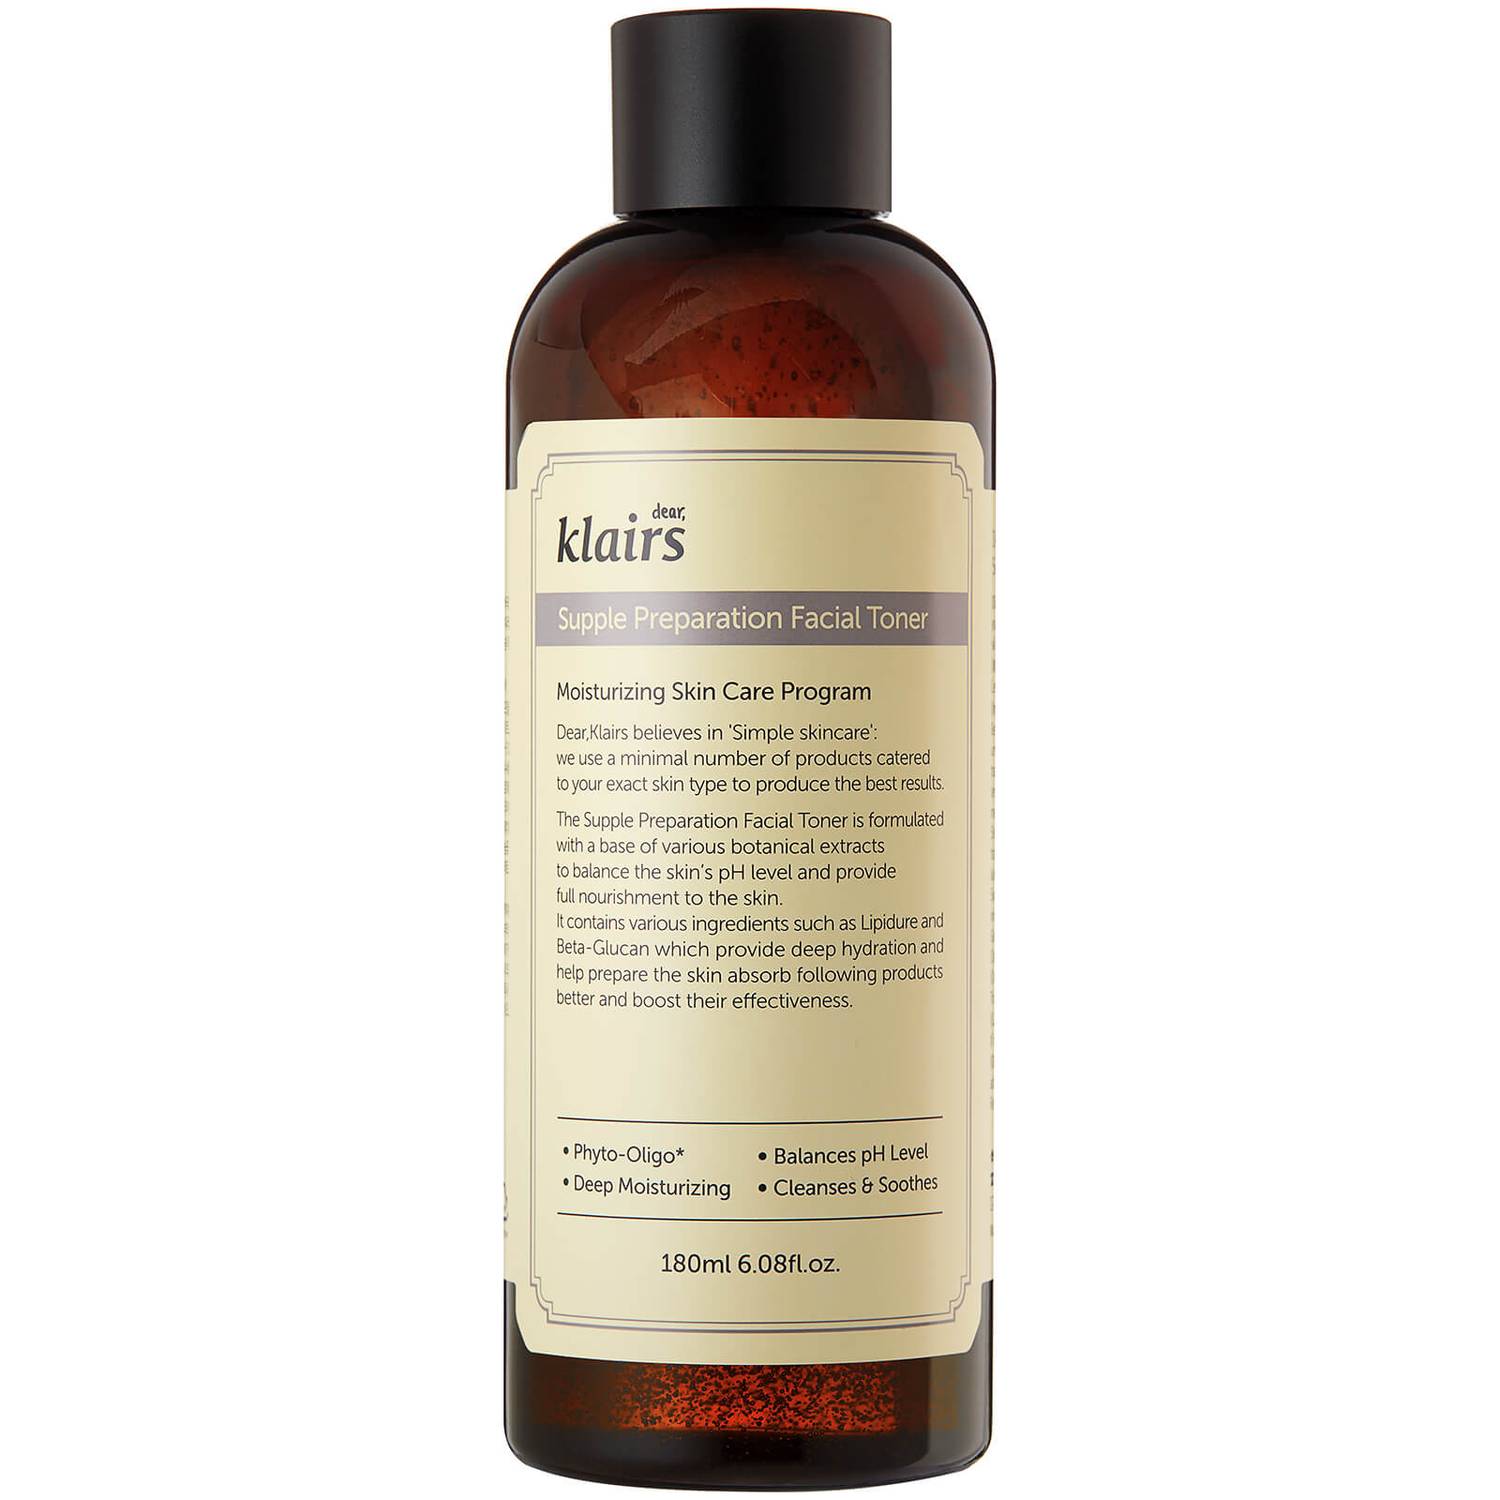 dear,
klairs
Supple Preparation Facial Toner
Moisturizing Skin Care Program
Dear,Klairs believes in 'Simple skincare':
we use a minimal number of products catered
to your exact skin type to produce the best results.
The Supple Preparation Facial Toner is formulated
with a base of various botanical extracts
to balance the skin's pH level and provide
full nourishment to the skin.
It contains various ingredients such as Lipidure and
Beta-Glucan which provide deep hydration and
help prepare the skin absorb following products
better and boost their effectiveness.
• Phyto-Oligo*
• Balances pH Level
• Deep Moisturizing
• Cleanses & Soothes
180ml 6.08fl.oz.